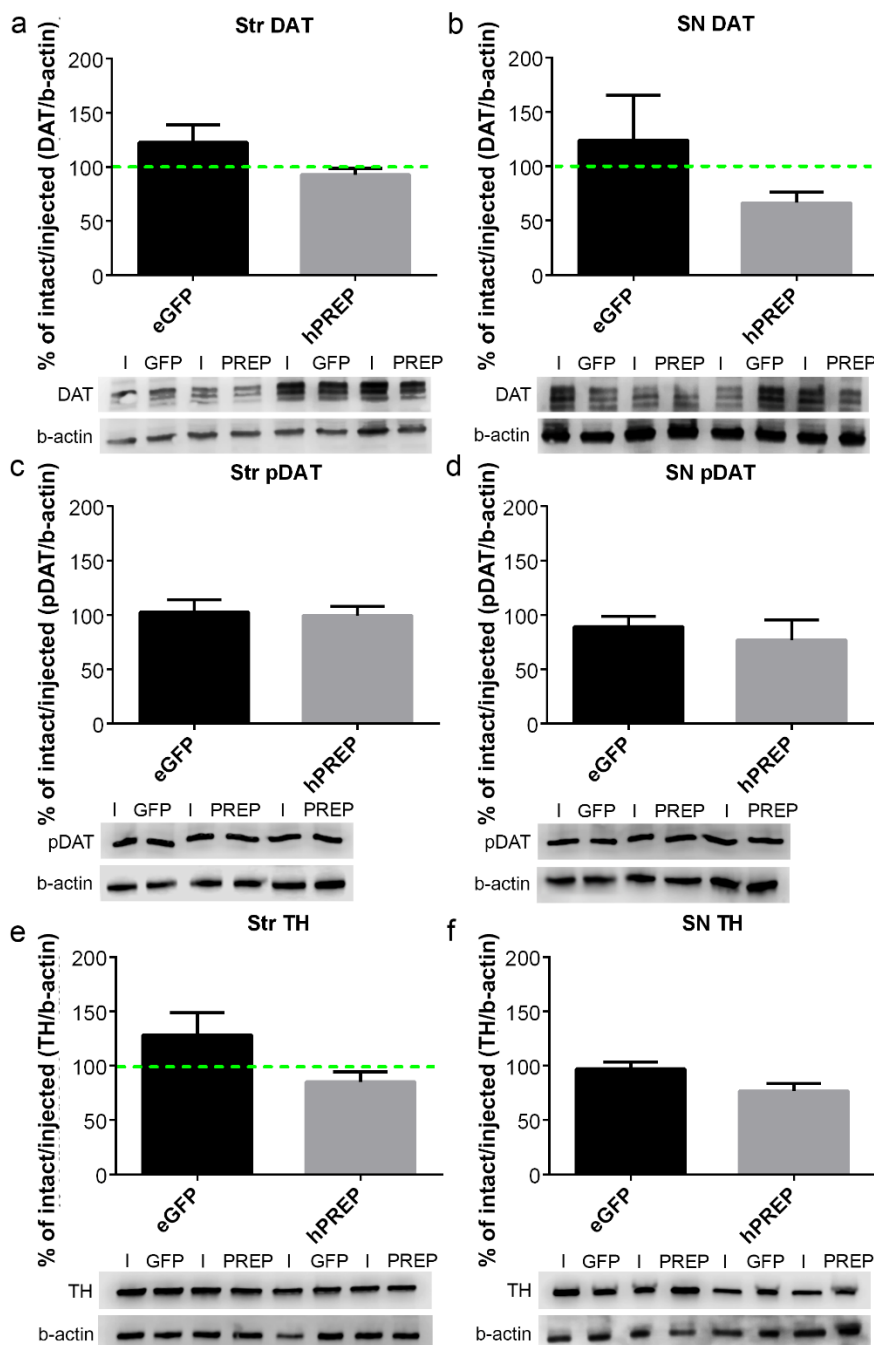 a
Str DAT
% of intact/injected (DAT/b-actin)
200
150
100
50
0
eGFP
hPREP
I GFP I PREP I GFP I PREP
DAT
b-actin
b
SN DAT
% of intact/injected (DAT/b-actin)
200
150
100
50
0
eGFP
hPREP
I GFP I PREP I GFP I PREP
DAT
b-actin
c
Str pDAT
% of intact/injected (pDAT/b-actin)
200
150
100
50
0
eGFP
hPREP
I GFP I PREP I PREP
pDAT
b-actin
d
SN pDAT
% of intact/injected (pDAT/b-actin)
200
150
100
50
0
eGFP
hPREP
I GFP I PREP I PREP
pDAT
b-actin
e
Str TH
% of intact/injected (TH/b-actin)
200
150
100
50
0
eGFP
hPREP
I GFP I PREP I GFP I PREP
TH
b-actin
f
SN TH
% of intact/injected (TH/b-actin)
200
150
100
50
0
eGFP
hPREP
I GFP I PREP I GFP I PREP
TH
b-actin